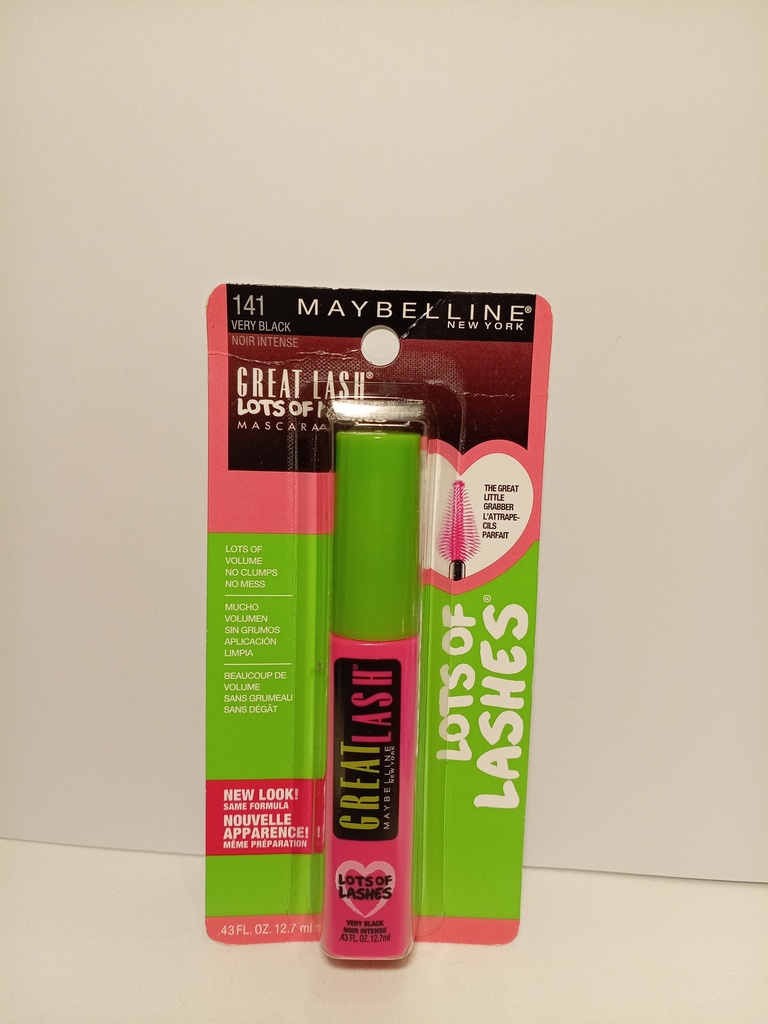 141
VERY BLACK
NOIR INTENSE
MAYBELLINE®
NEW YORK
GREAT LASH®
LOTS OF
MASCARA
THE GREAT
LITTLE
GRABBER
L'ATTRAPE-
CILS
PARFAIT
LOTS OF
VOLUME
NO CLUMPS
NO MESS
MUCHO
VOLUMEN
SIN GRUMOS
APLICACIÓN
LIMPIA
BEAUCOUP DE
VOLUME
SANS GRUMEAU
SANS DÉGÂT
NEW LOOK!
SAME FORMULA
NOUVELLE
APPARENCE!
MÊME PRÉPARATION
.43 FL. OZ. 12.7 ml
LOTS OF
LASHES®
GREAT LASH®
MAYBELLINE
NEW YORK
LOTS OF
LASHES
VERY BLACK
NOIR INTENSE
.43 FL. OZ. 12.7ml